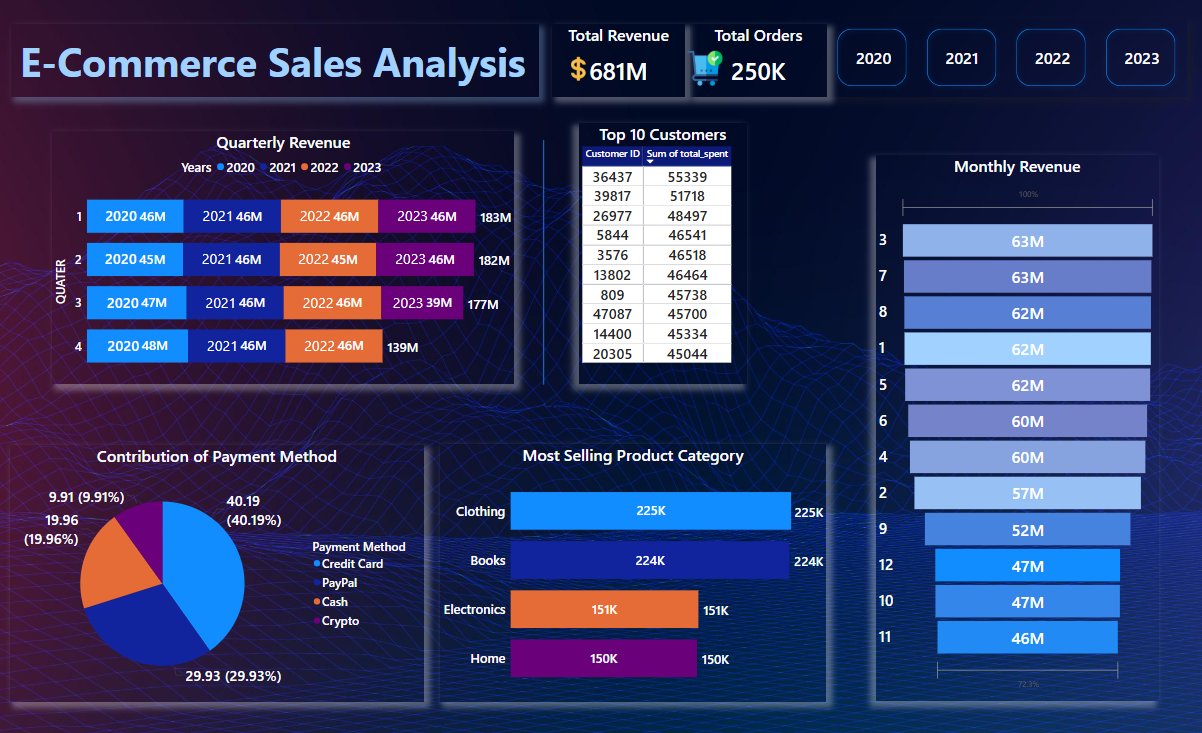 E-Commerce Sales Analysis
Total Revenue
$681M
Total Orders
250K
2020
2021
2022
2023
Quarterly Revenue
Years 2020 2021 2022 2023
QUATER
1 2020 46M 2021 46M 2022 46M 2023 46M 183M
2 2020 45M 2021 46M 2022 45M 2023 46M 182M
3 2020 47M 2021 46M 2022 46M 2023 39M 177M
4 2020 48M 2021 46M 2022 46M 139M
Top 10 Customers
Customer ID Sum of total_spent
36437 55339
39817 51718
26977 48497
5844 46541
3576 46518
13802 46464
809 45738
47087 45700
14400 45334
20305 45044
Monthly Revenue
100%
3 63M
7 63M
8 62M
1 62M
5 62M
6 60M
4 60M
2 57M
9 52M
12 47M
10 47M
11 46M
72.3%
Contribution of Payment Method
9.91 (9.91%)
19.96
(19.96%)
40.19
(40.19%)
29.93 (29.93%)
Payment Method
Credit Card
PayPal
Cash
Crypto
Most Selling Product Category
Clothing 225K 225K
Books 224K 224K
Electronics 151K 151K
Home 150K 150K